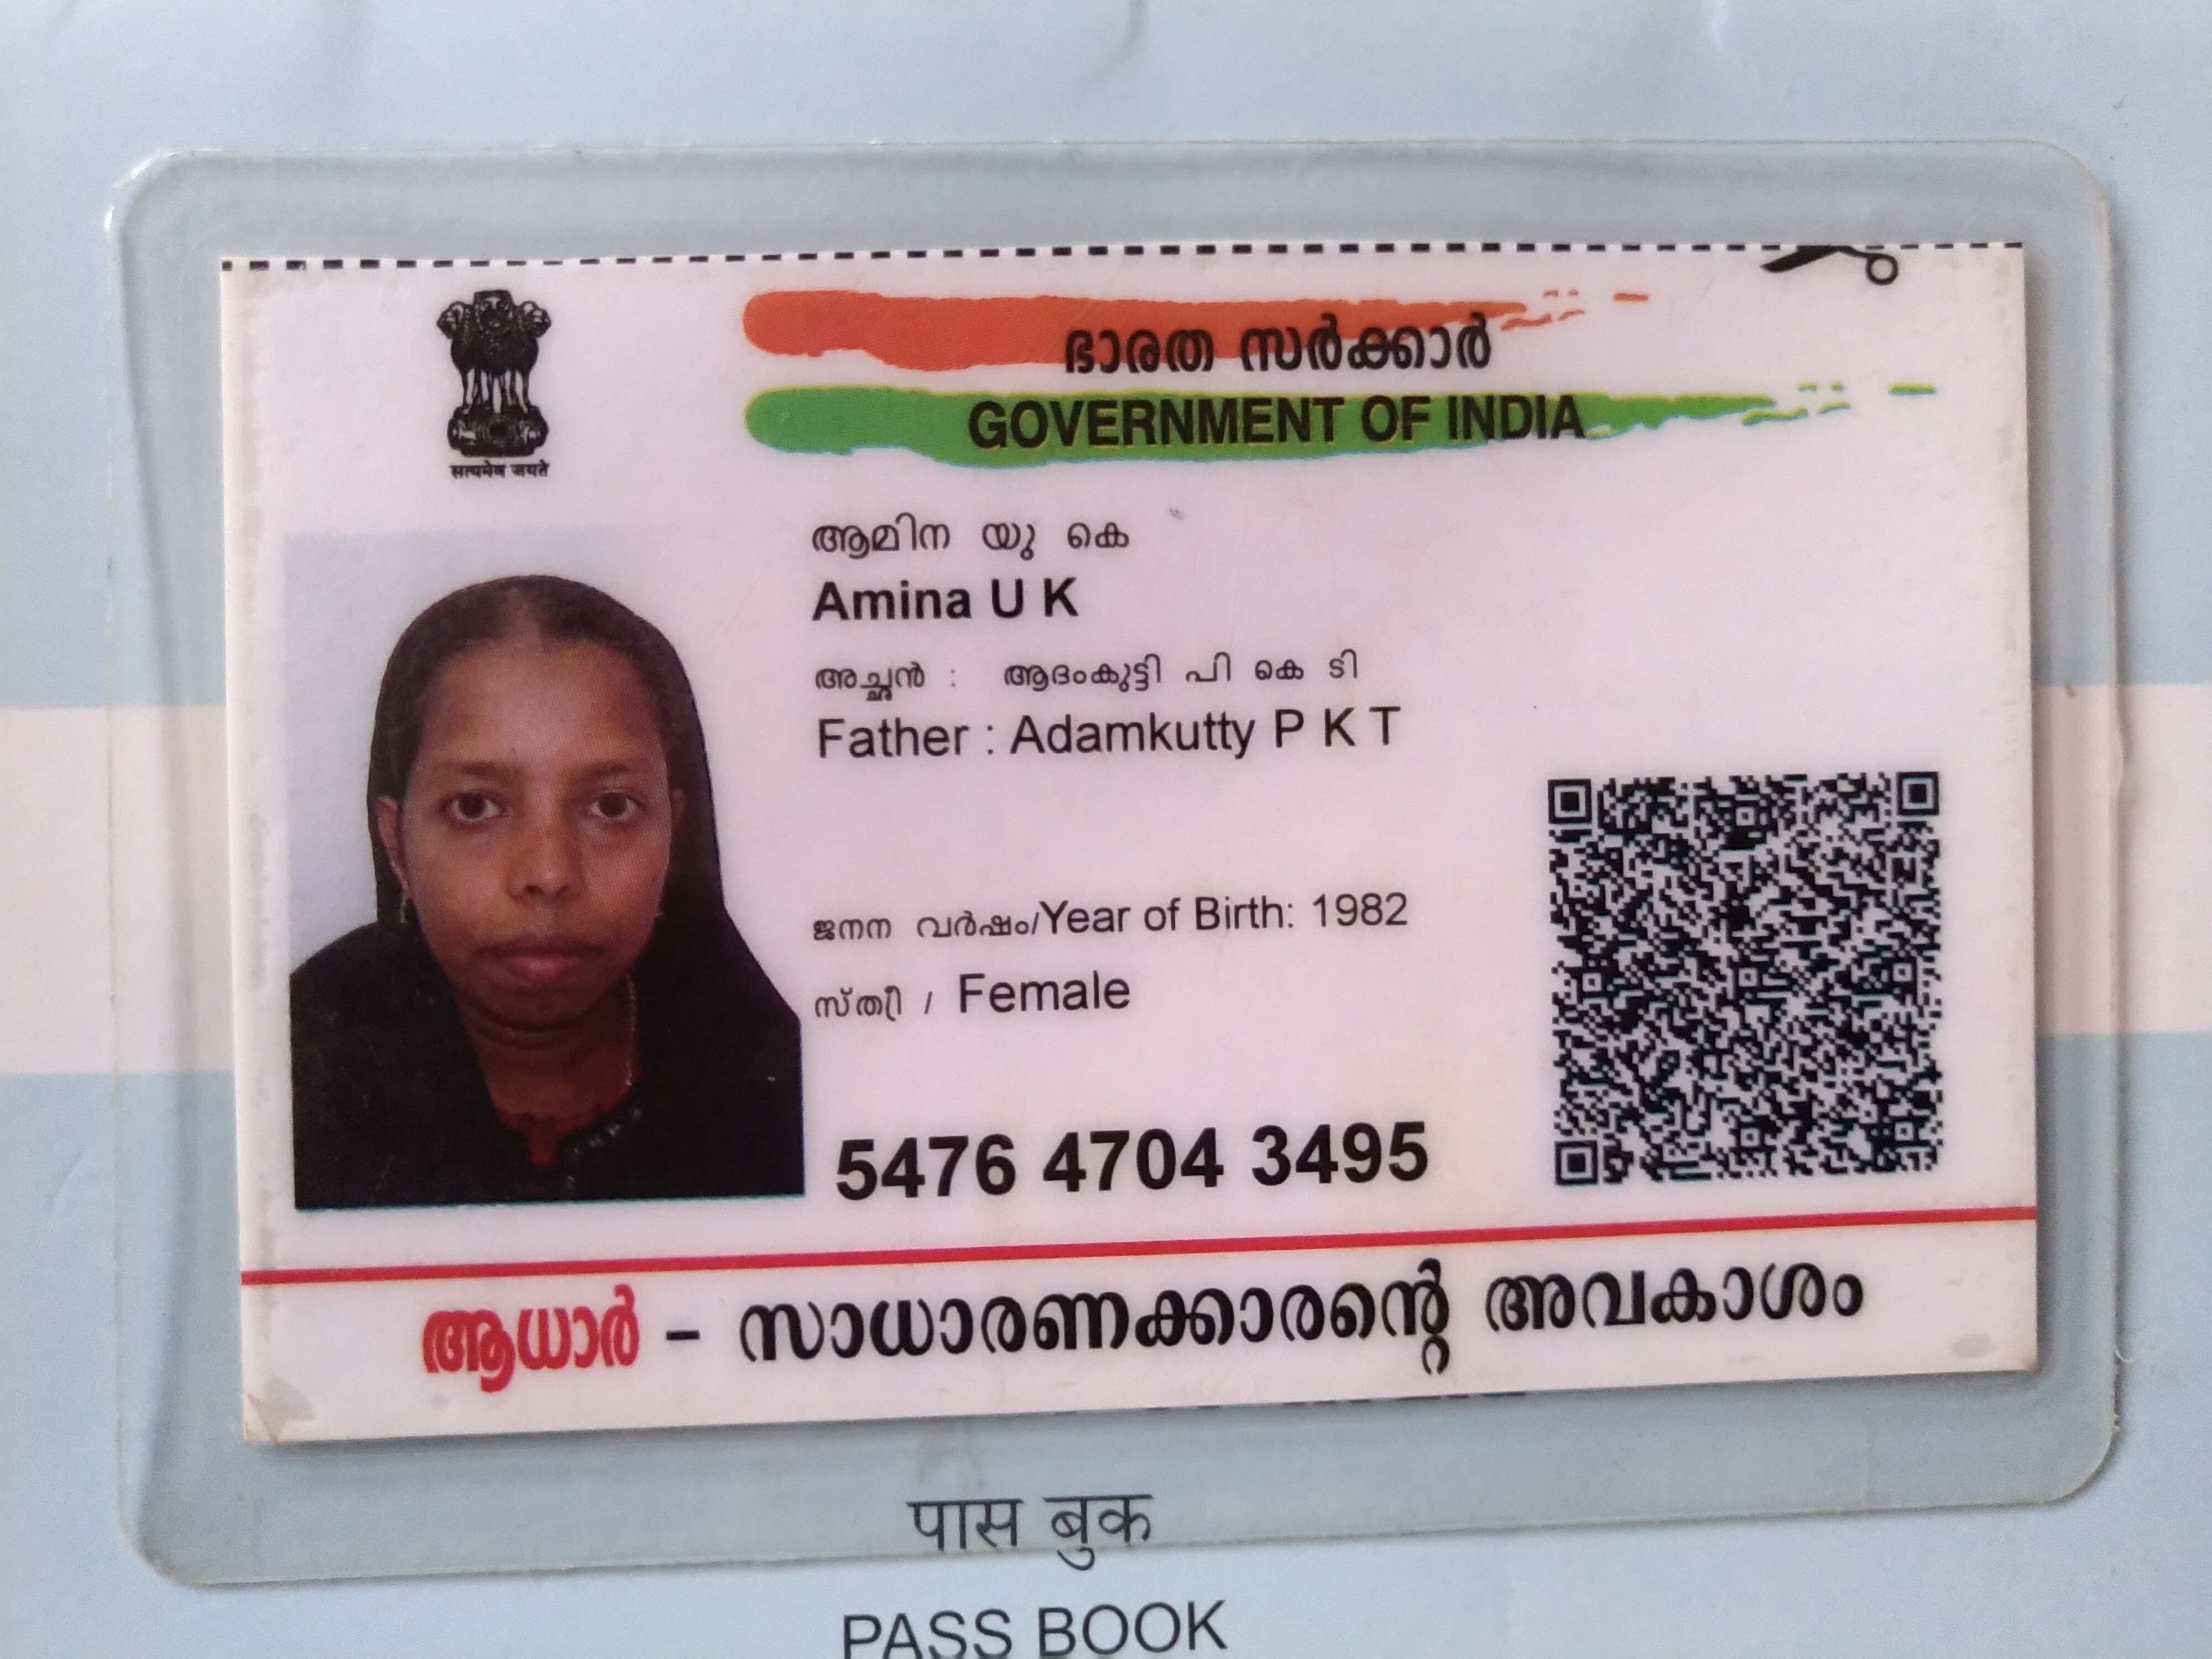 ഭാരത സർക്കാർ
GOVERNMENT OF INDIA
सत्यमेव जयते
ആമിന യു കെ
Amina U K
അച്ഛൻ : ആദംകുട്ടി പി കെ ടി
Father : Adamkutty P K T
ജനന വർഷം/Year of Birth: 1982
സ്ത്രീ / Female
5476 4704 3495
ആധാർ - സാധാരണക്കാരന്റെ അവകാശം
पास बुक
PASS BOOK